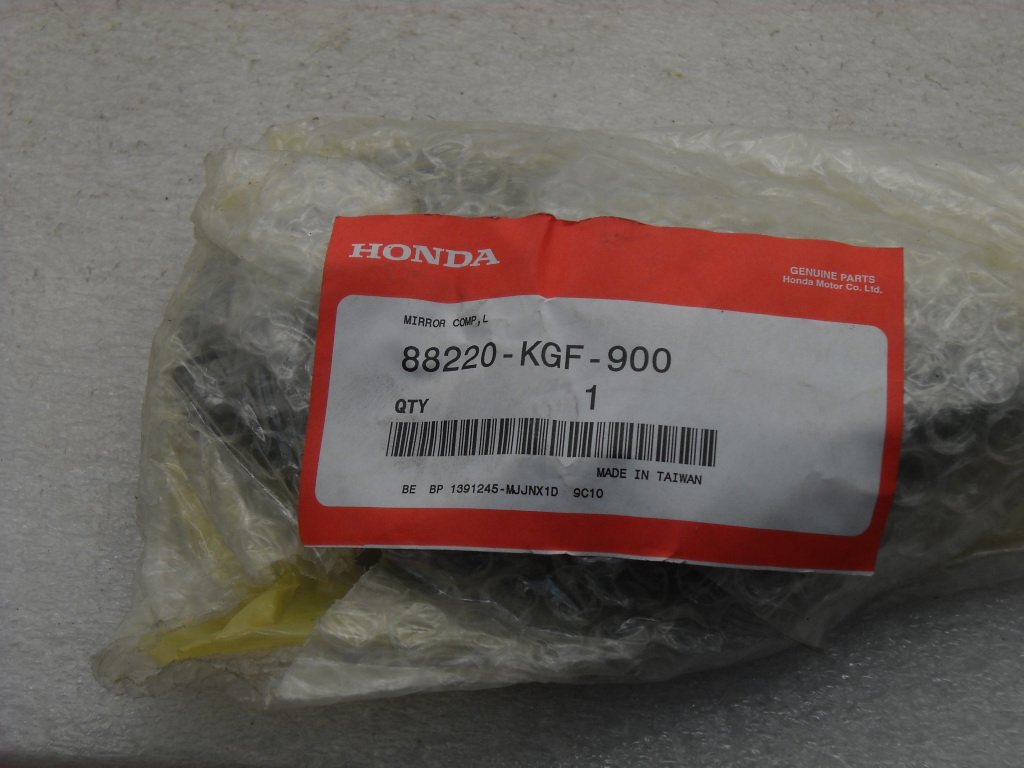 HONDA
GENUINE PARTS
Honda Motor Co. Ltd.
MIRROR COMP,L
88220-KGF-900
QTY 1
MADE IN TAIWAN
BE BP 1391245-MJJNX1D 9C10